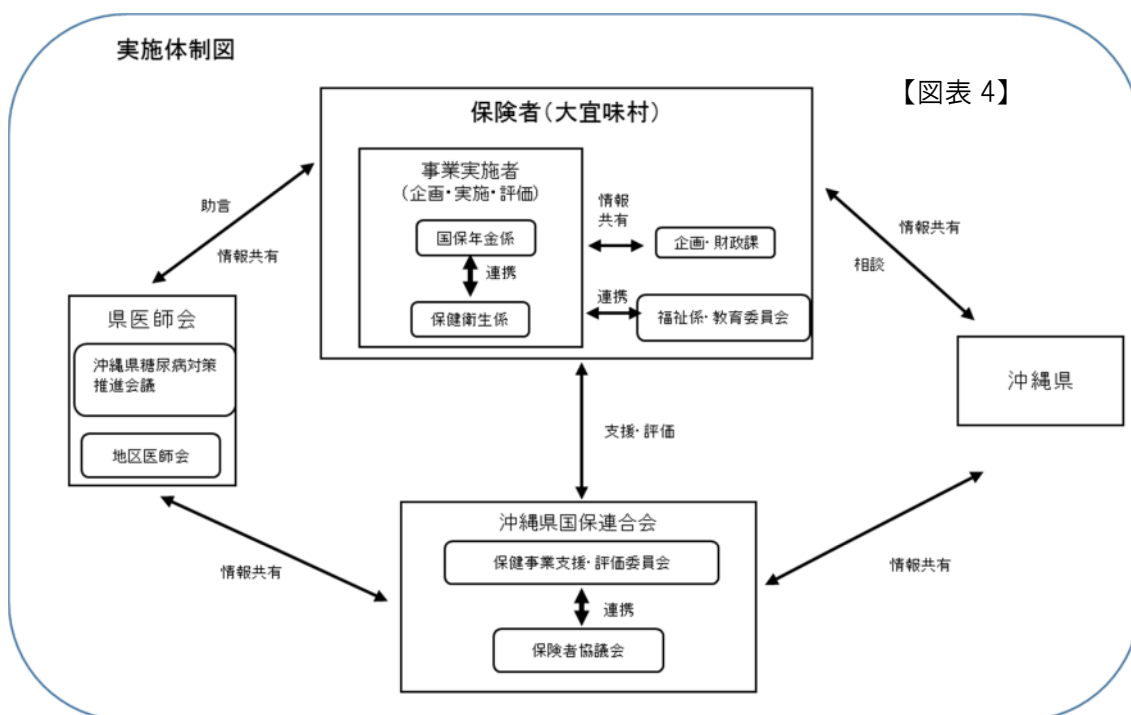 実施体制図
【図表 4】
保険者(大宜味村)
事業実施者
(企画・実施・評価)
国保年金係
連携
保健衛生係
情報
共有
企画・財政課
連携
福祉係・教育委員会
助言
情報共有
情報共有
相談
県医師会
沖縄県糖尿病対策
推進会議
地区医師会
沖縄県
支援・評価
沖縄県国保連合会
保健事業支援・評価委員会
連携
保険者協議会
情報共有
情報共有